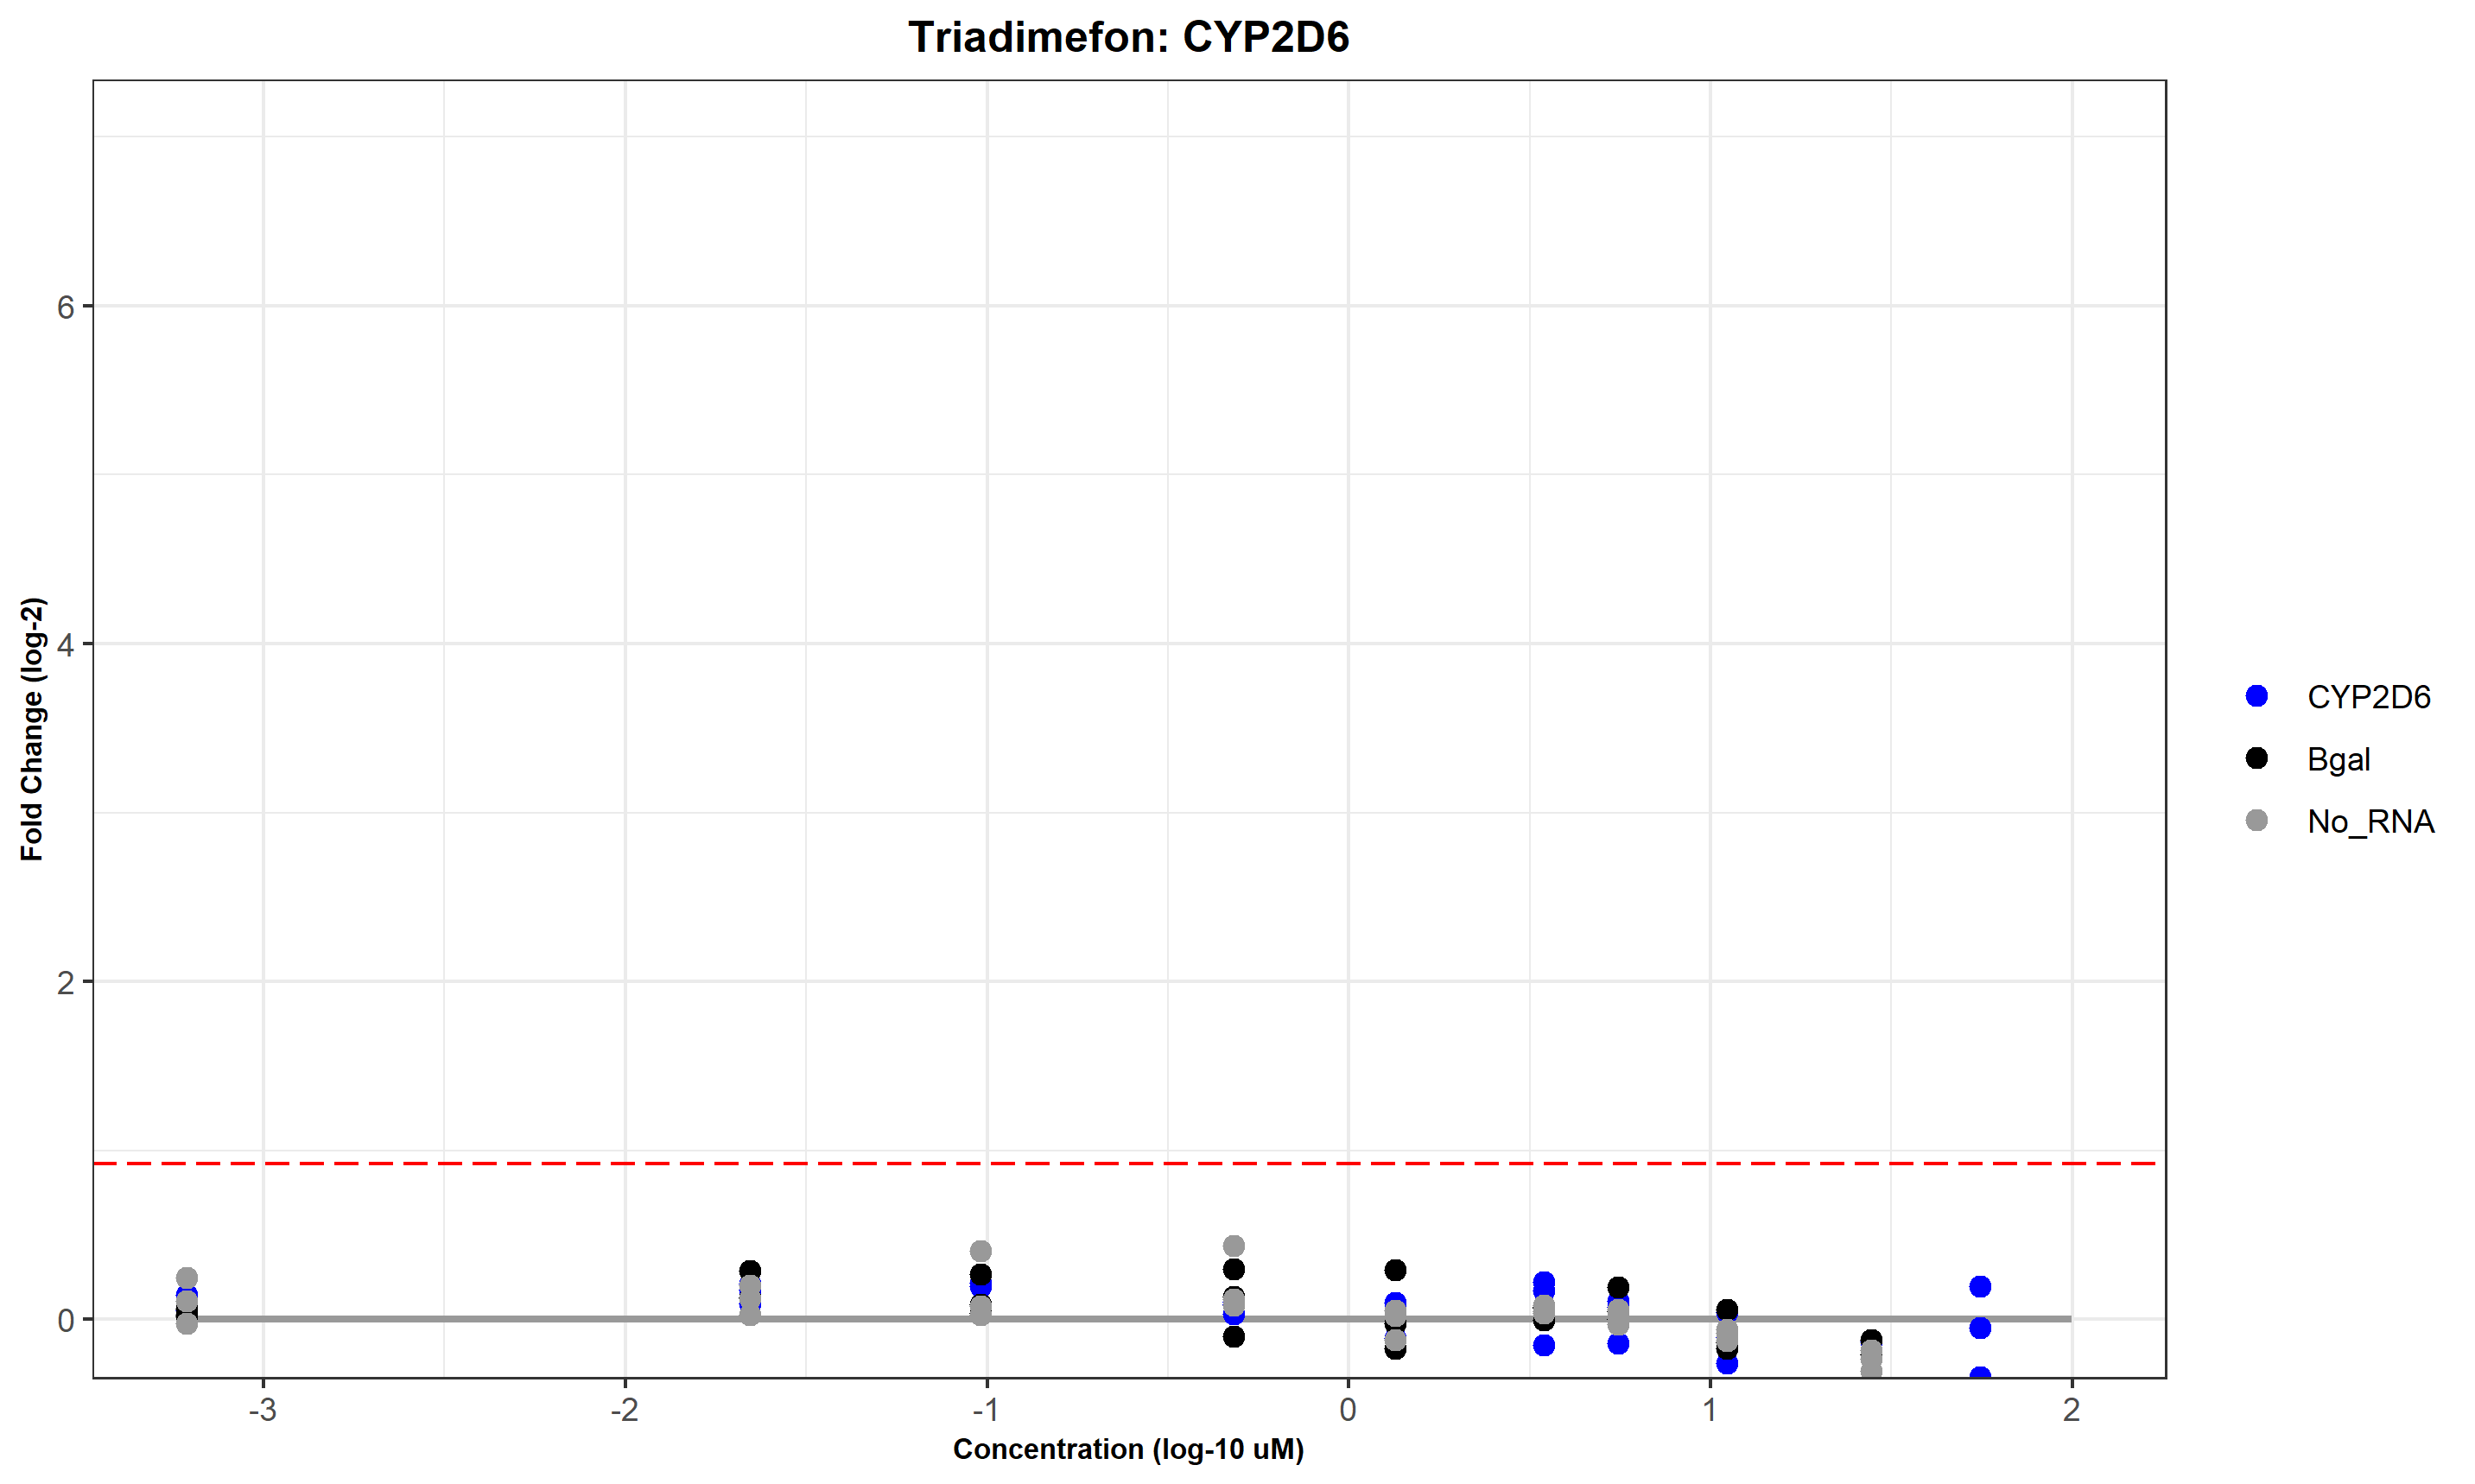 Triadimefon: CYP2D6
Fold Change (log-2)
6
4
2
0
-3
-2
-1
0
1
2
Concentration (log-10 uM)
CYP2D6
Bgal
No_RNA